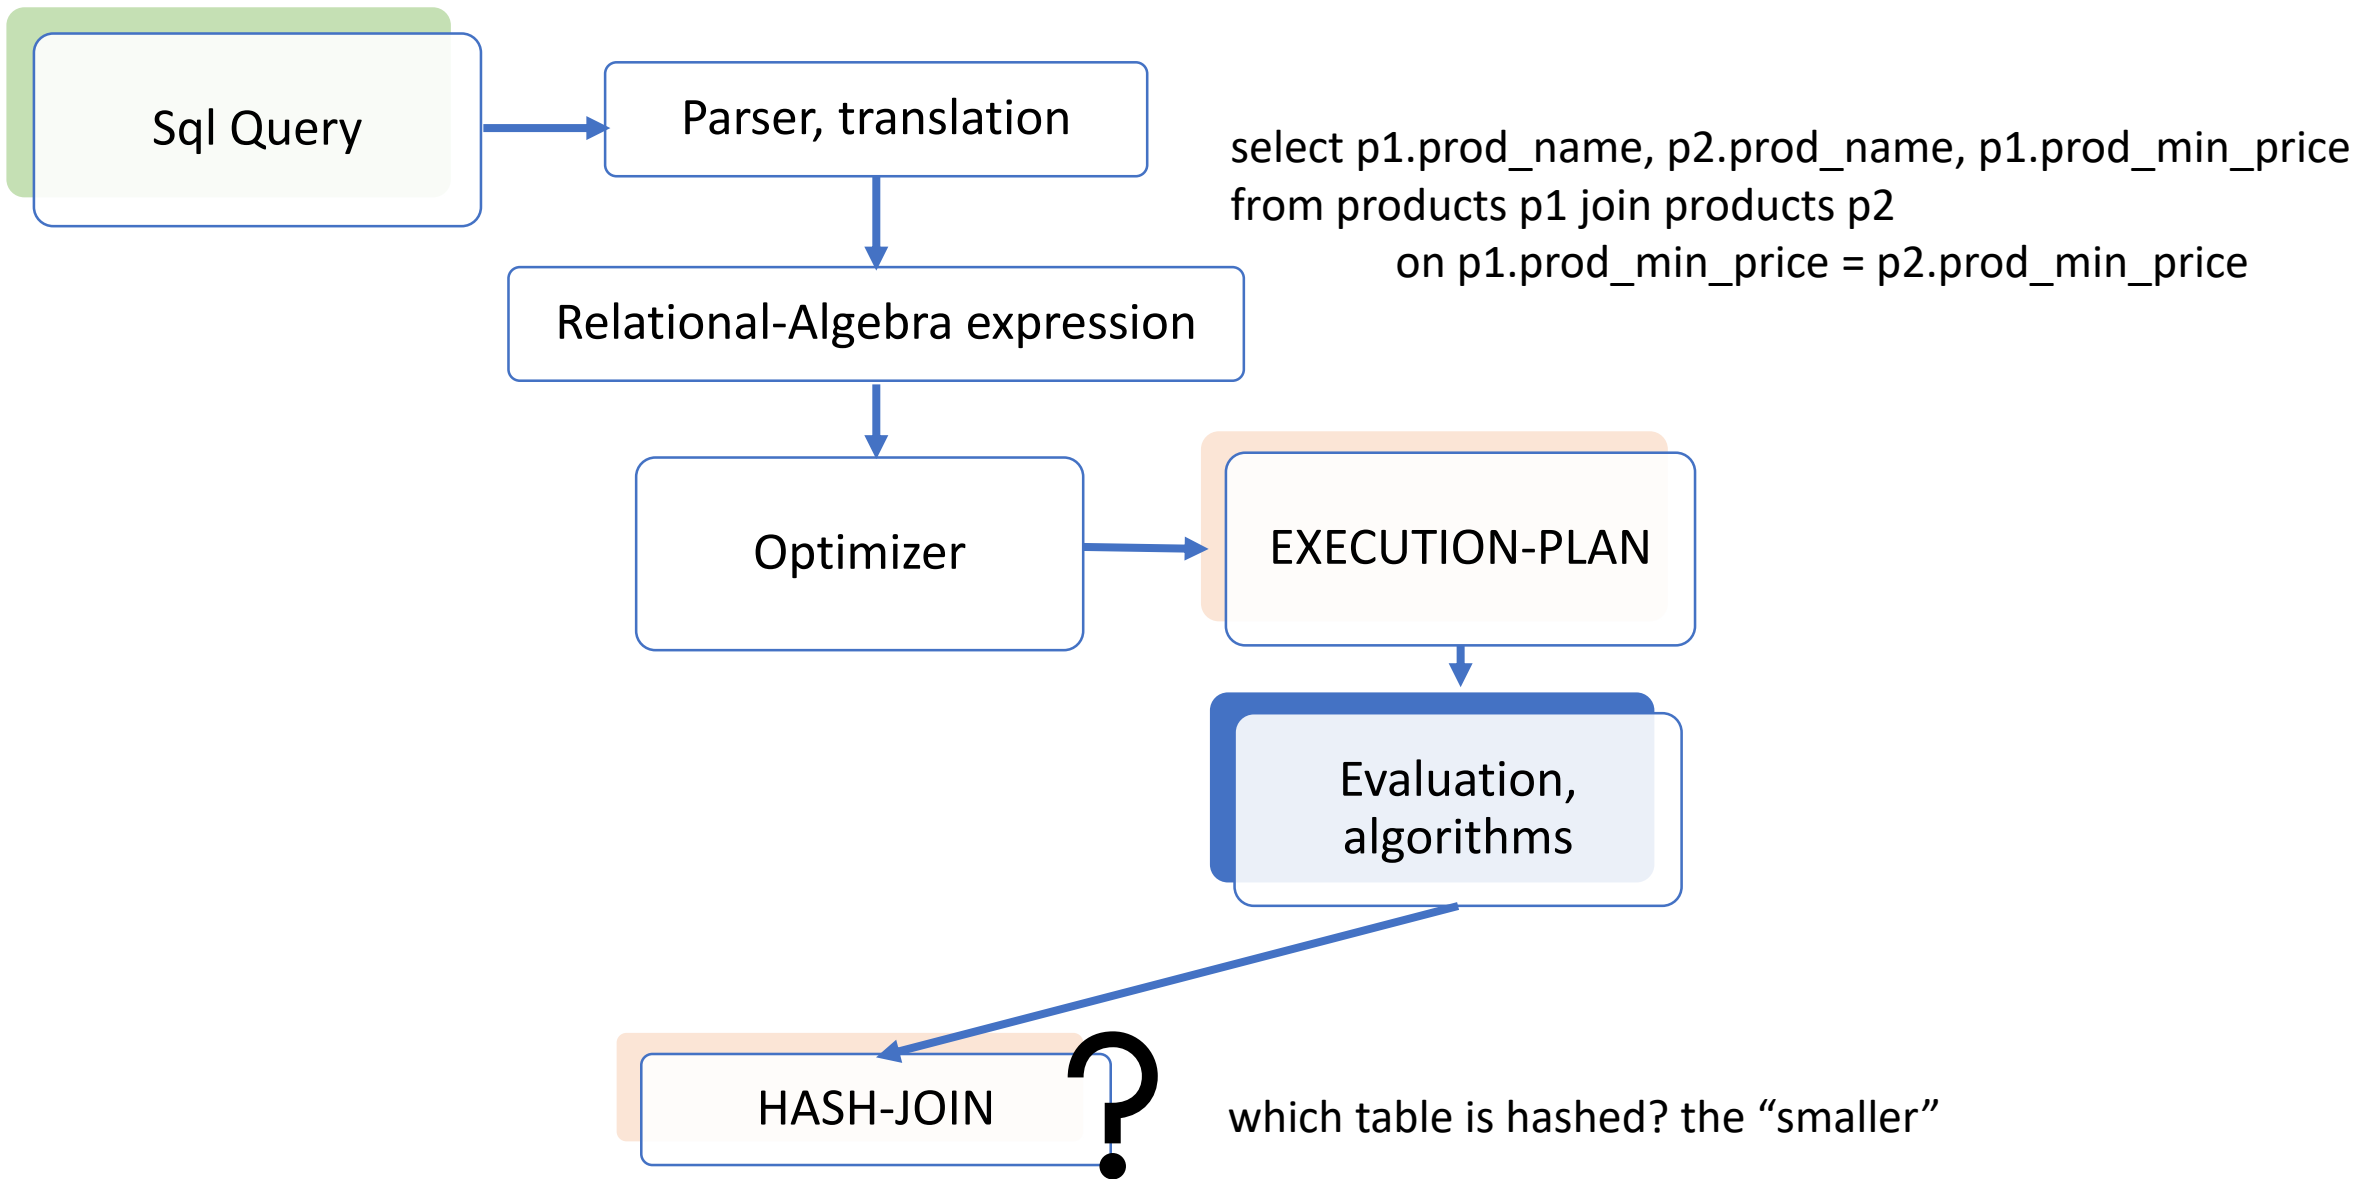 Sql Query
Parser, translation
select p1.prod_name, p2.prod_name, p1.prod_min_price
from products p1 join products p2
on p1.prod_min_price = p2.prod_min_price
Relational-Algebra expression
Optimizer
EXECUTION-PLAN
Evaluation,
algorithms
HASH-JOIN
?
which table is hashed? the “smaller”